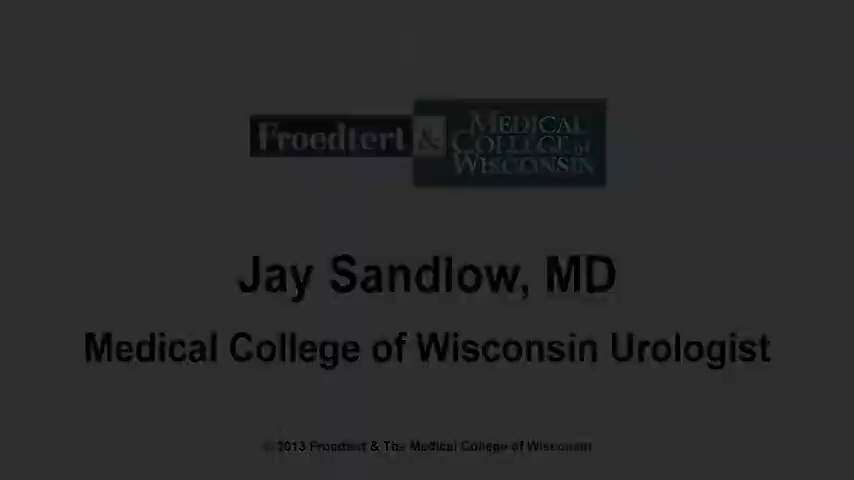 Froedtert & MEDICAL COLLEGE of WISCONSIN
Jay Sandlow, MD
Medical College of Wisconsin Urologist
© 2013 Froedtert & The Medical College of Wisconsin